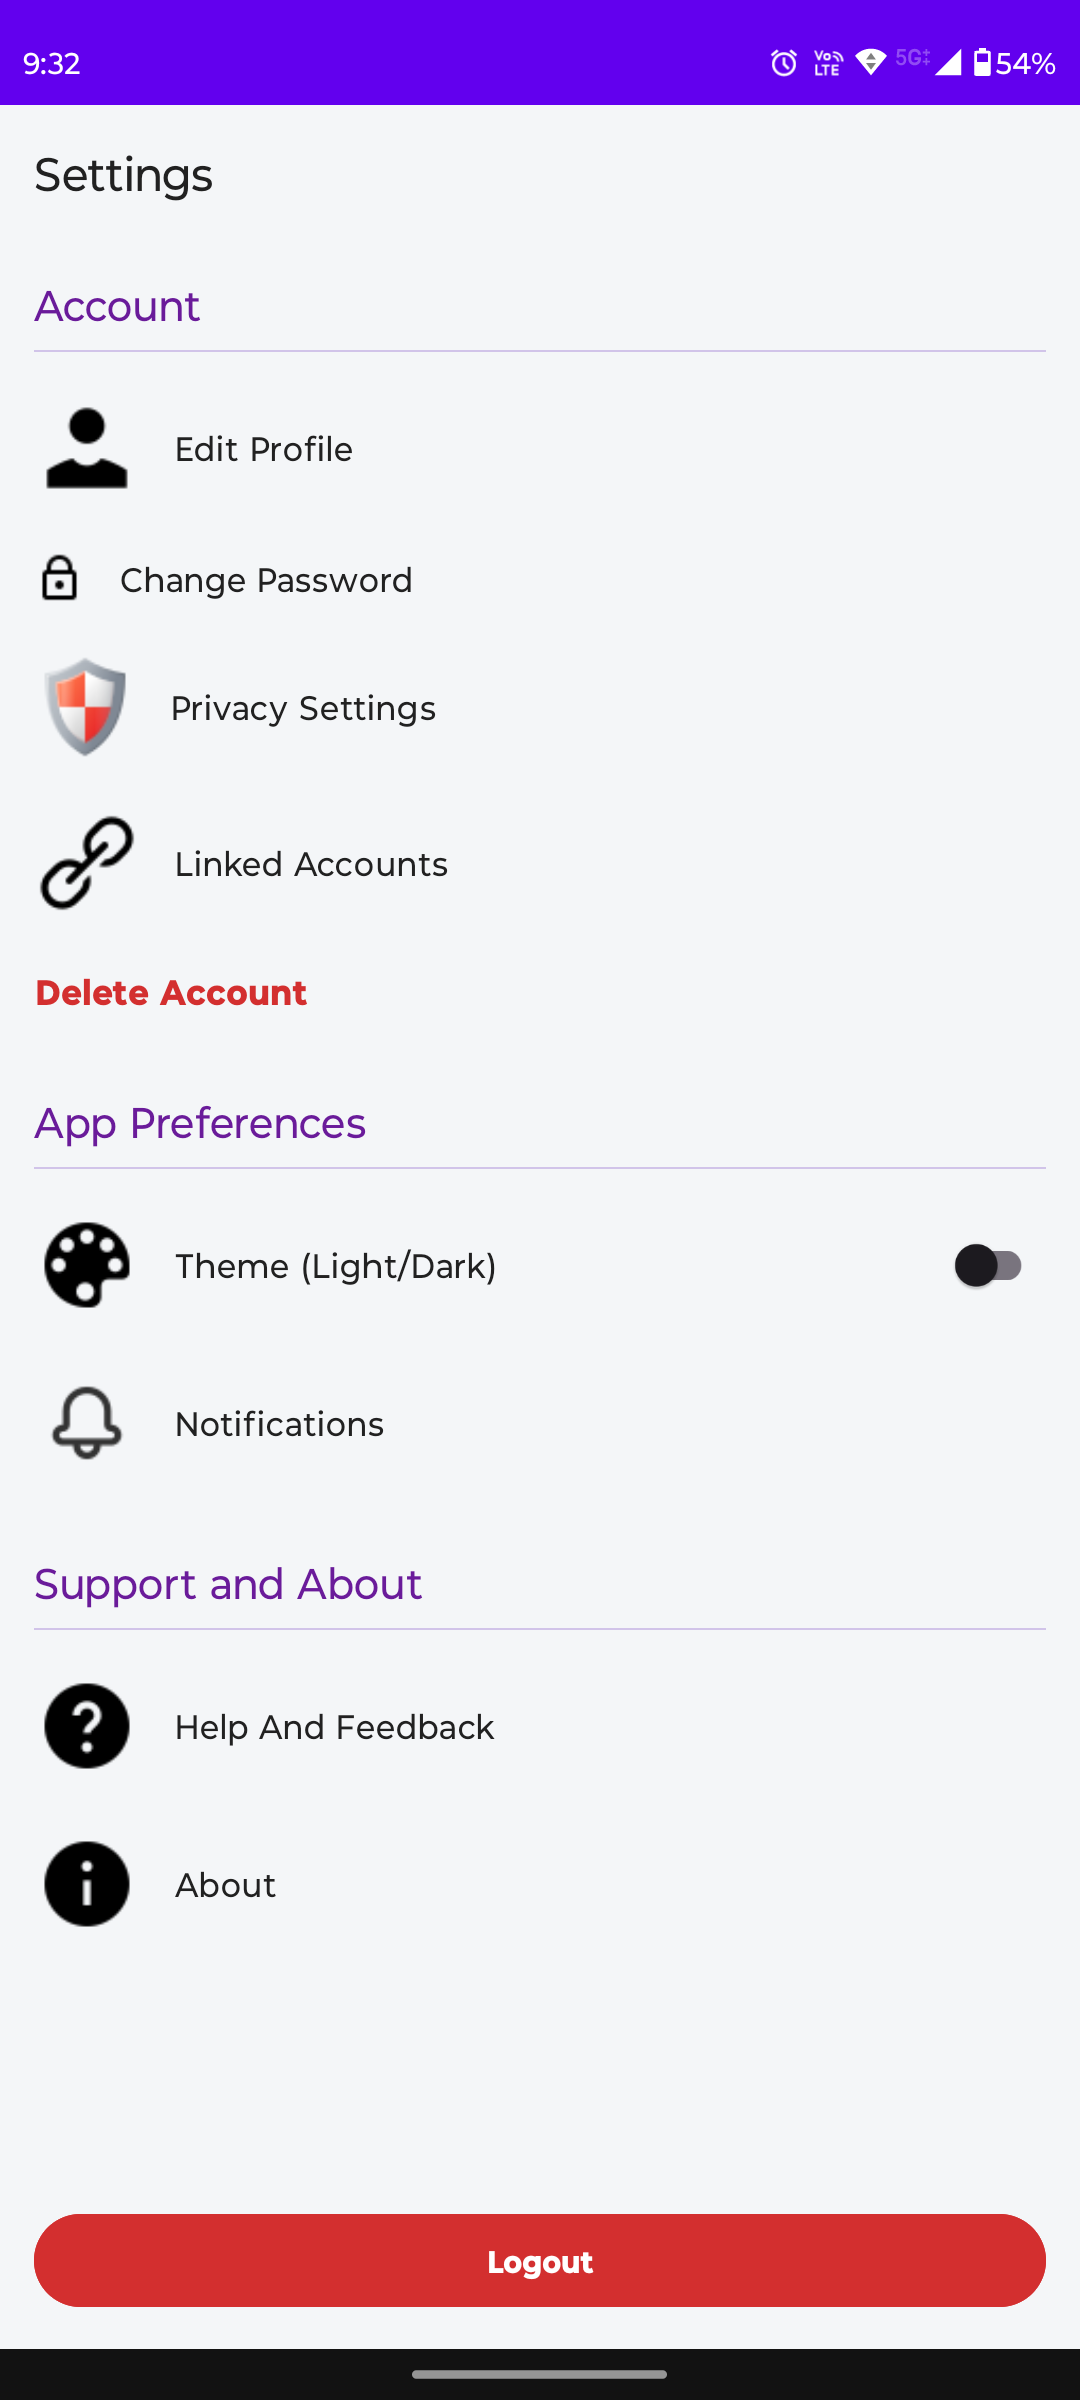 9:32
Vo LTE 5G‡ 54%
Settings
Account
Edit Profile
Change Password
Privacy Settings
Linked Accounts
Delete Account
App Preferences
Theme (Light/Dark)
Notifications
Support and About
Help And Feedback
About
Logout